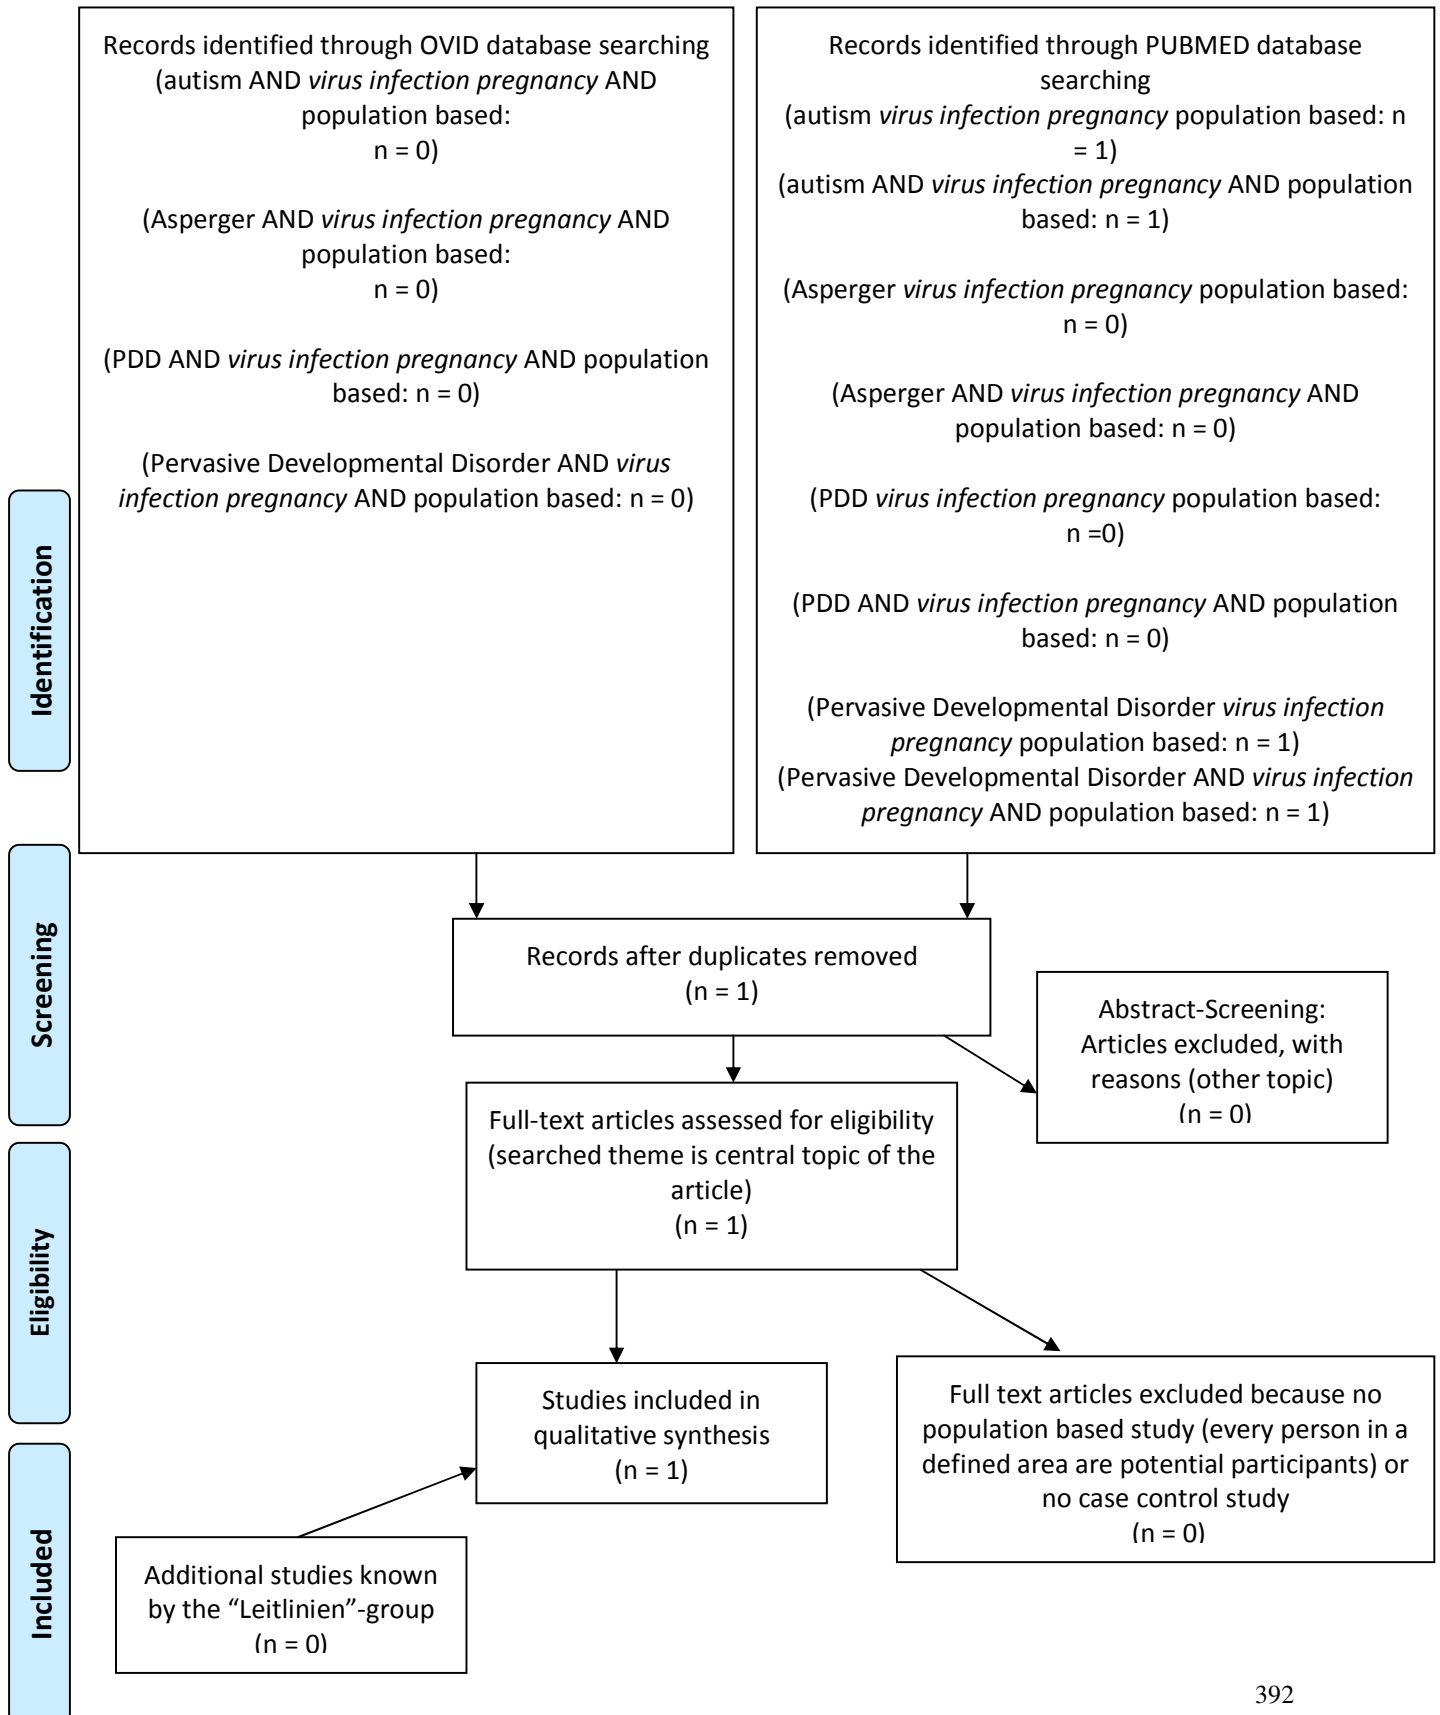 Records identified through OVID database searching
(autism AND virus infection pregnancy AND
population based:
n = 0)
(Asperger AND virus infection pregnancy AND
population based:
n = 0)
(PDD AND virus infection pregnancy AND population
based: n = 0)
(Pervasive Developmental Disorder AND virus
infection pregnancy AND population based: n = 0)
Records identified through PUBMED database
searching
(autism virus infection pregnancy population based: n
= 1)
(autism AND virus infection pregnancy AND population
based: n = 1)
(Asperger virus infection pregnancy population based:
n = 0)
(Asperger AND virus infection pregnancy AND
population based: n = 0)
(PDD virus infection pregnancy population based:
n =0)
(PDD AND virus infection pregnancy AND population
based: n = 0)
(Pervasive Developmental Disorder virus infection
pregnancy population based: n = 1)
(Pervasive Developmental Disorder AND virus infection
pregnancy AND population based: n = 1)
Identification
Screening
Records after duplicates removed
(n = 1)
Abstract-Screening:
Articles excluded, with
reasons (other topic)
(n = 0)
Full-text articles assessed for eligibility
(searched theme is central topic of the
article)
(n = 1)
Eligibility
Studies included in
qualitative synthesis
(n = 1)
Full text articles excluded because no
population based study (every person in a
defined area are potential participants) or
no case control study
(n = 0)
Included
Additional studies known
by the “Leitlinien”-group
(n = 0)
392